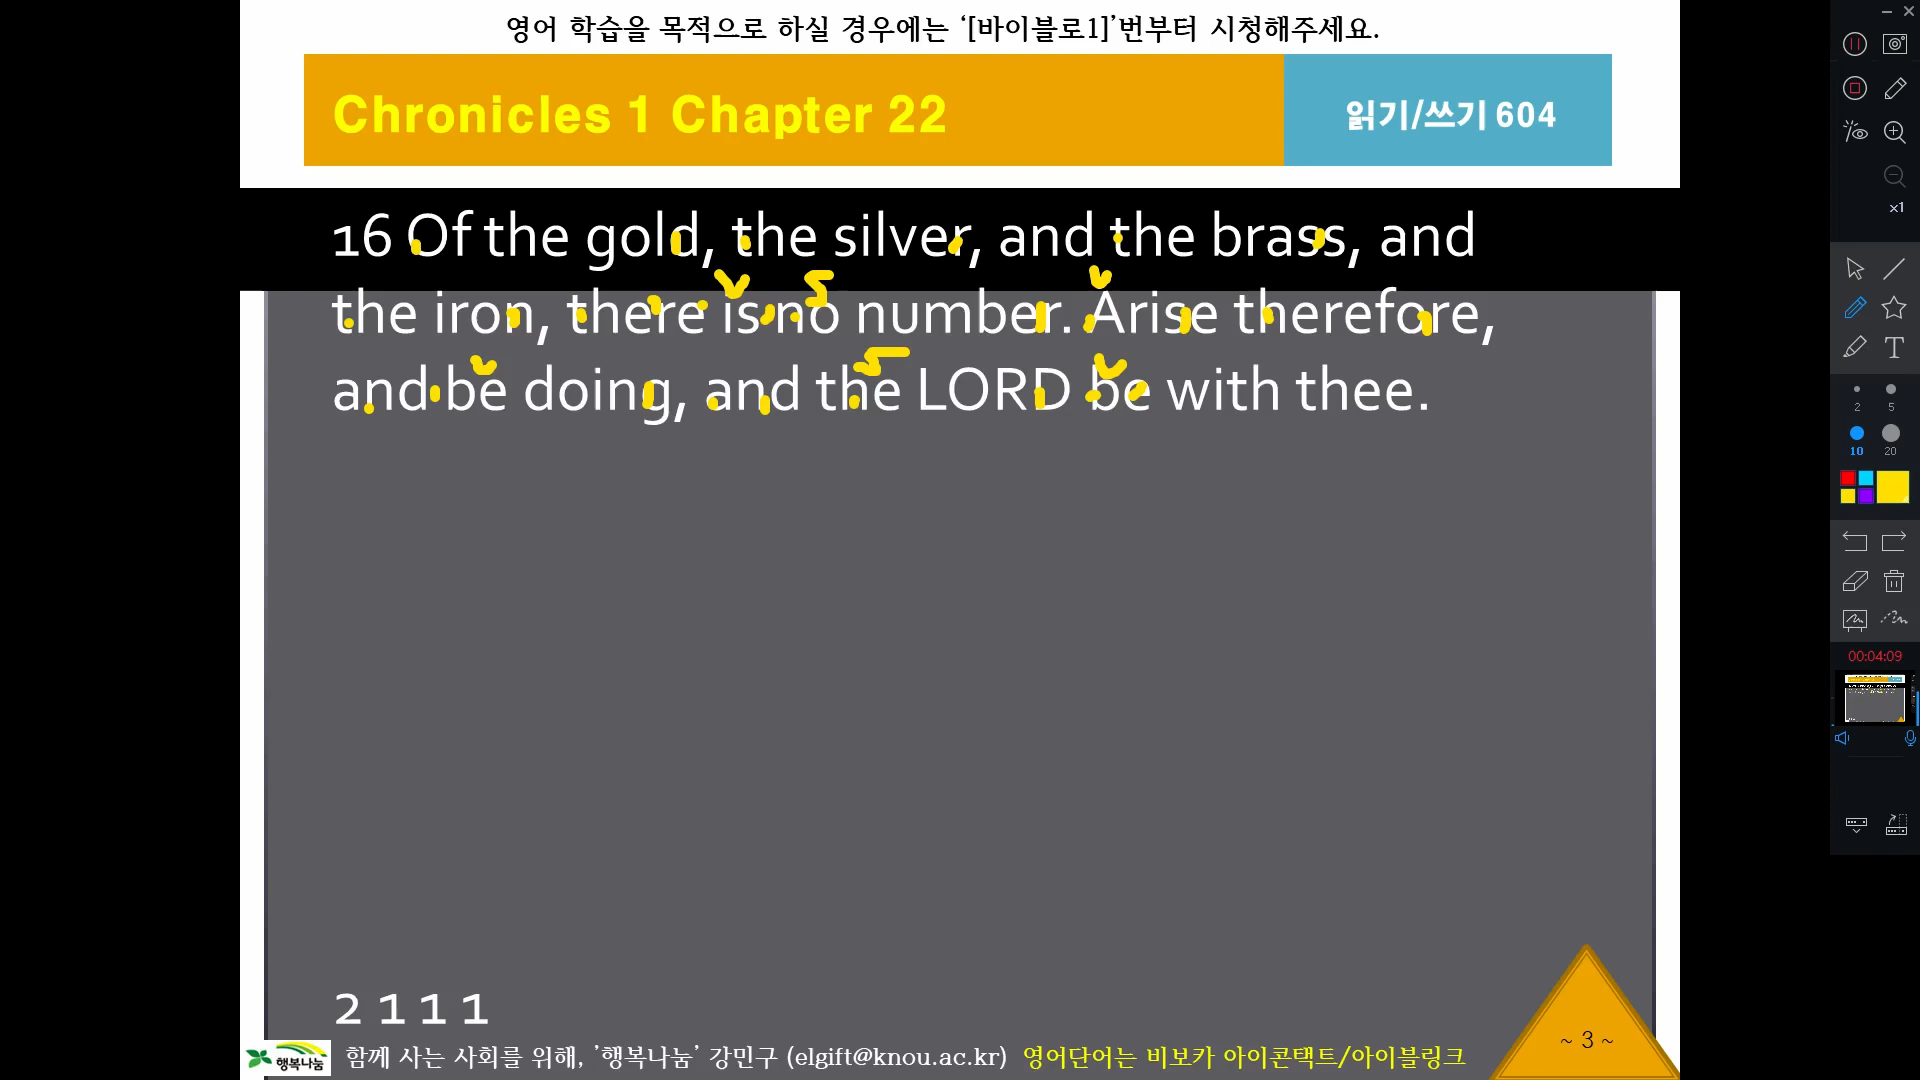 영어 학습을 목적으로 하실 경우에는 ‘[바이블로1]’번부터 시청해주세요.
Chronicles 1 Chapter 22
읽기/쓰기 604
x1
16 Of the gold, the silver, and the brass, and
the iron, there is no number. Arise therefore,
and be doing, and the LORD be with thee.
T
2 5
10 20
00:04:09
2 1 1 1
~ 3 ~
행복나눔 함께 사는 사회를 위해, ’행복나눔’ 강민구 (elgift@knou.ac.kr) 영어단어는 비보카 아이콘택트/아이블링크